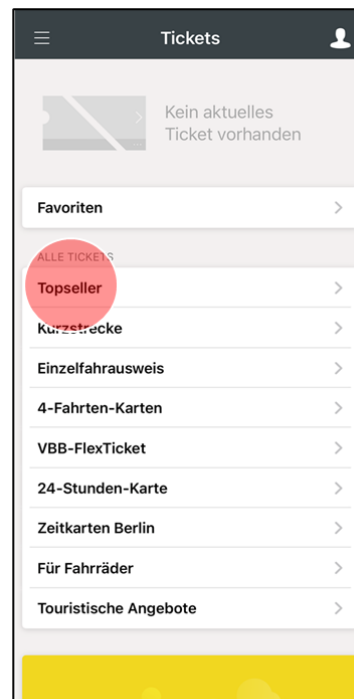 Tickets
Kein aktuelles
Ticket vorhanden
Favoriten
ALLE TICKETS
Topseller
Kurzstrecke
Einzelfahrausweis
4-Fahrten-Karten
VBB-FlexTicket
24-Stunden-Karte
Zeitkarten Berlin
Für Fahrräder
Touristische Angebote